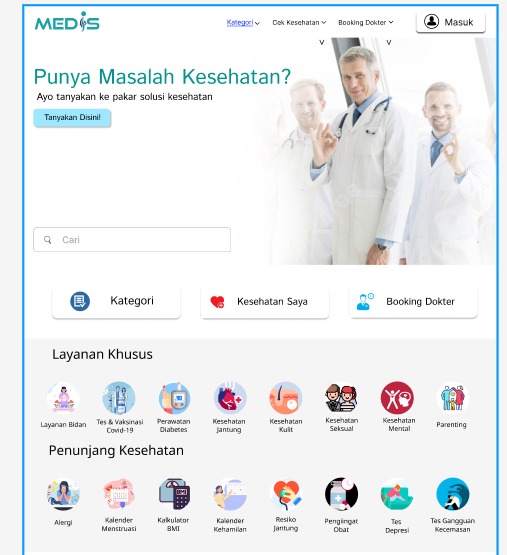 MEDIS
Kategori
Cek Kesehatan
Booking Dokter
Masuk
Punya Masalah Kesehatan?
Ayo tanyakan ke pakar solusi kesehatan
Tanyakan Disini!
Cari
Kategori
Kesehatan Saya
Booking Dokter
Layanan Khusus
Layanan Bidan
Tes & Vaksinasi
Covid-19
Perawatan
Diabetes
Kesehatan
Jantung
Kesehatan
Kulit
Kesehatan
Seksual
Kesehatan
Mental
Parenting
Penunjang Kesehatan
Alergi
Kalender
Menstruasi
Kalkulator
BMI
Kalender
Kehamilan
Resiko
Jantung
Pengiingat
Obat
Tes
Depresi
Tes Gangguan
Kecemasan